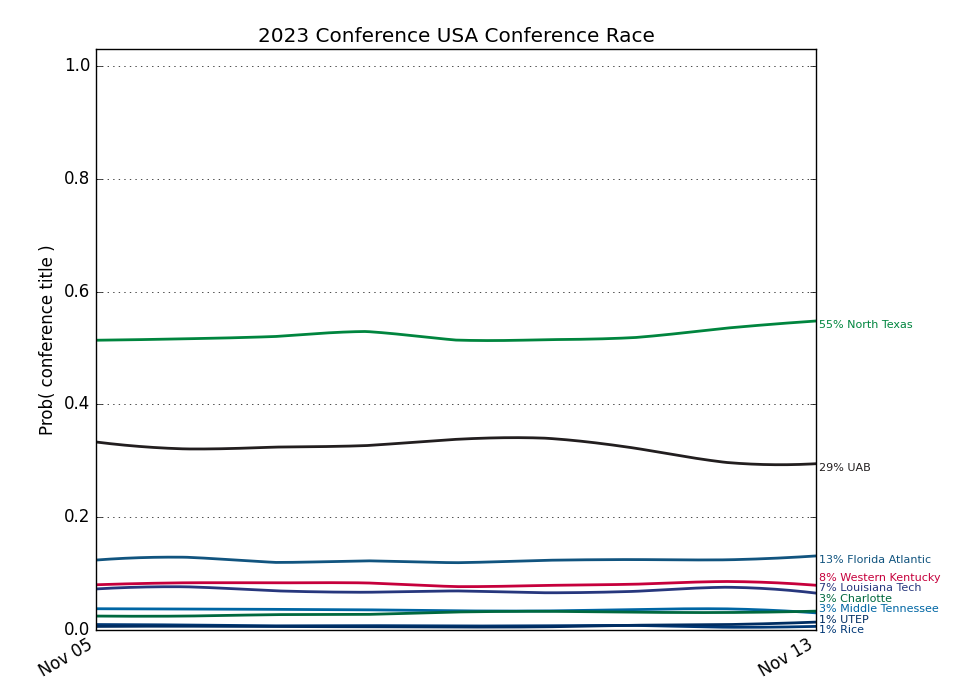 2023 Conference USA Conference Race
Prob( conference title )
1.0
0.8
0.6
0.4
0.2
0.0
Nov 05
Nov 13
55% North Texas
29% UAB
13% Florida Atlantic
8% Western Kentucky
7% Louisiana Tech
3% Charlotte
3% Middle Tennessee
1% UTEP
1% Rice